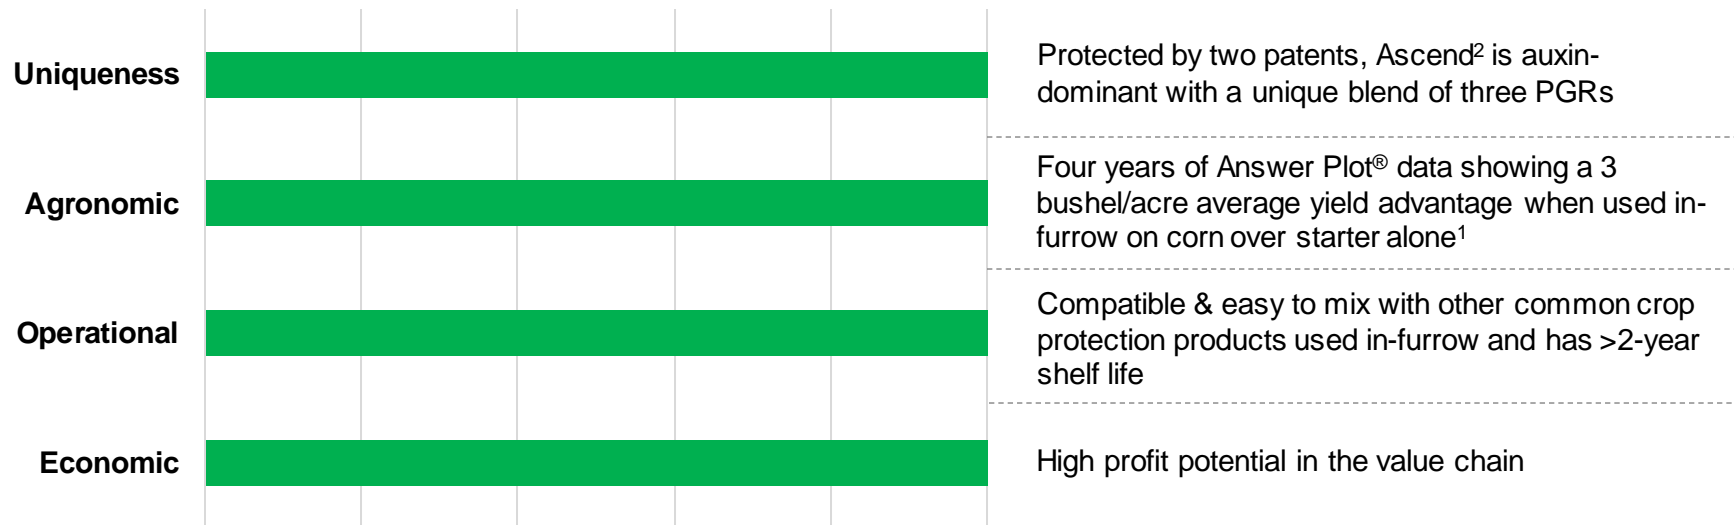 Uniqueness
Protected by two patents, Ascend² is auxin-
dominant with a unique blend of three PGRs
Agronomic
Four years of Answer Plot® data showing a 3
bushel/acre average yield advantage when used in-
furrow on corn over starter alone¹
Operational
Compatible & easy to mix with other common crop
protection products used in-furrow and has >2-year
shelf life
Economic
High profit potential in the value chain